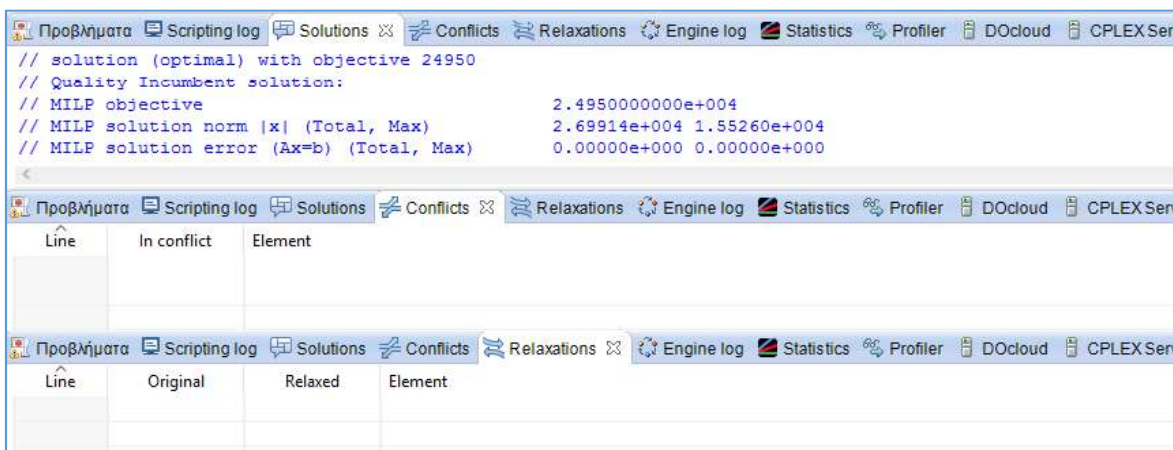 Προβλήματα Scripting log Solutions Conflicts Relaxations Engine log Statistics Profiler DOcloud CPLEX Ser
// solution (optimal) with objective 24950
// Quality Incumbent solution:
// MILP objective 2.4950000000e+004
// MILP solution norm |x| (Total, Max) 2.69914e+004 1.55260e+004
// MILP solution error (Ax=b) (Total, Max) 0.00000e+000 0.00000e+000
Προβλήματα Scripting log Solutions Conflicts Relaxations Engine log Statistics Profiler DOcloud CPLEX Ser
Line In conflict Element
Προβλήματα Scripting log Solutions Conflicts Relaxations Engine log Statistics Profiler DOcloud CPLEX Ser
Line Original Relaxed Element